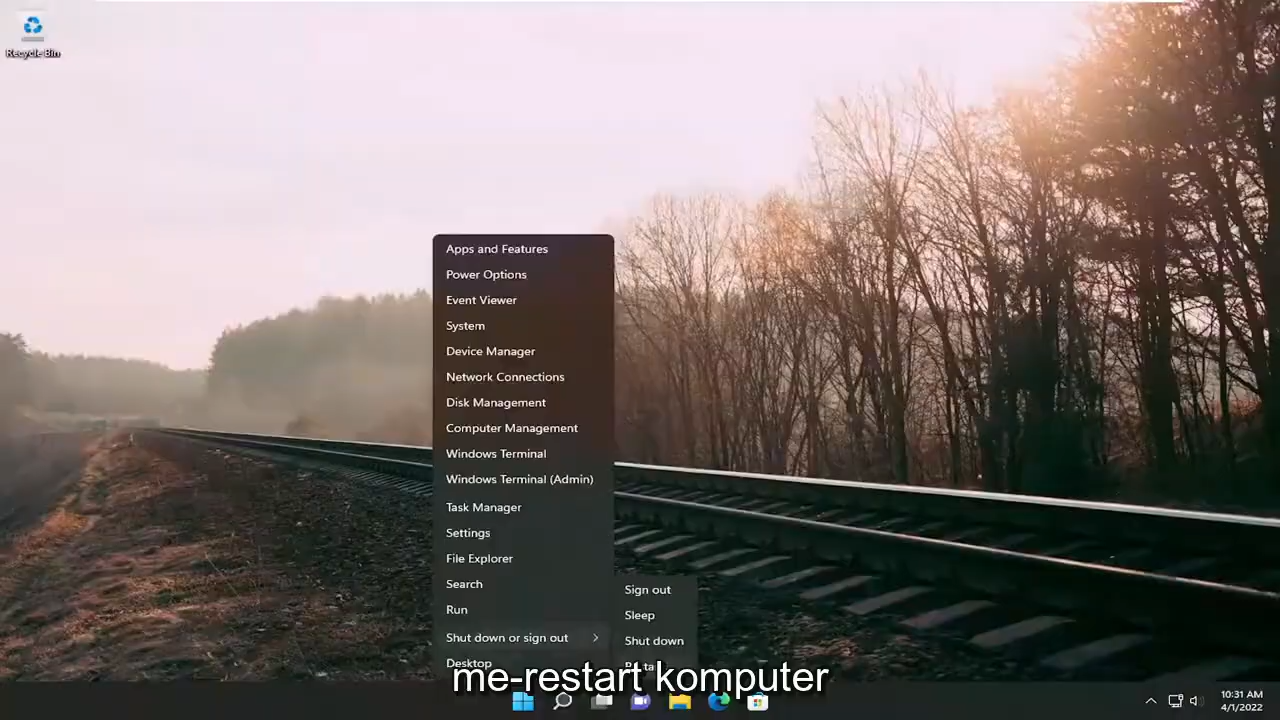 Recycle Bin
Apps and Features
Power Options
Event Viewer
System
Device Manager
Network Connections
Disk Management
Computer Management
Windows Terminal
Windows Terminal (Admin)
Task Manager
Settings
File Explorer
Search
Run
Shut down or sign out
Desktop
Sign out
Sleep
Shut down
me-restart komputer
10:31 AM
4/1/2022